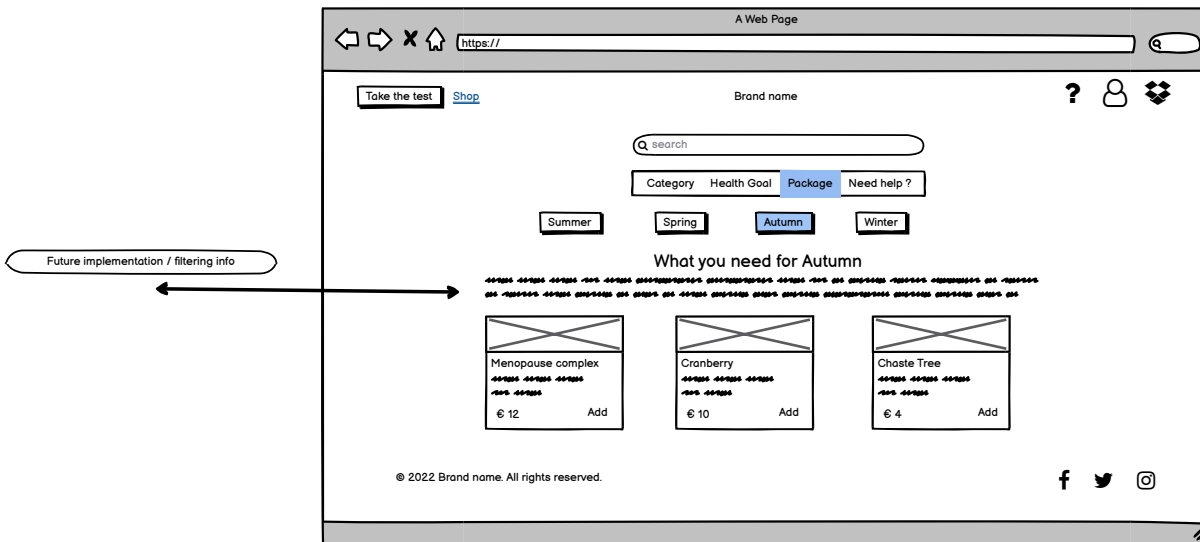 A Web Page
https://
Take the test
Shop
Brand name
?
search
Category Health Goal Package Need help ?
Summer Spring Autumn Winter
Future implementation / filtering info
What you need for Autumn
Menopause complex
€ 12 Add
Cranberry
€ 10 Add
Chaste Tree
€ 4 Add
© 2022 Brand name. All rights reserved.